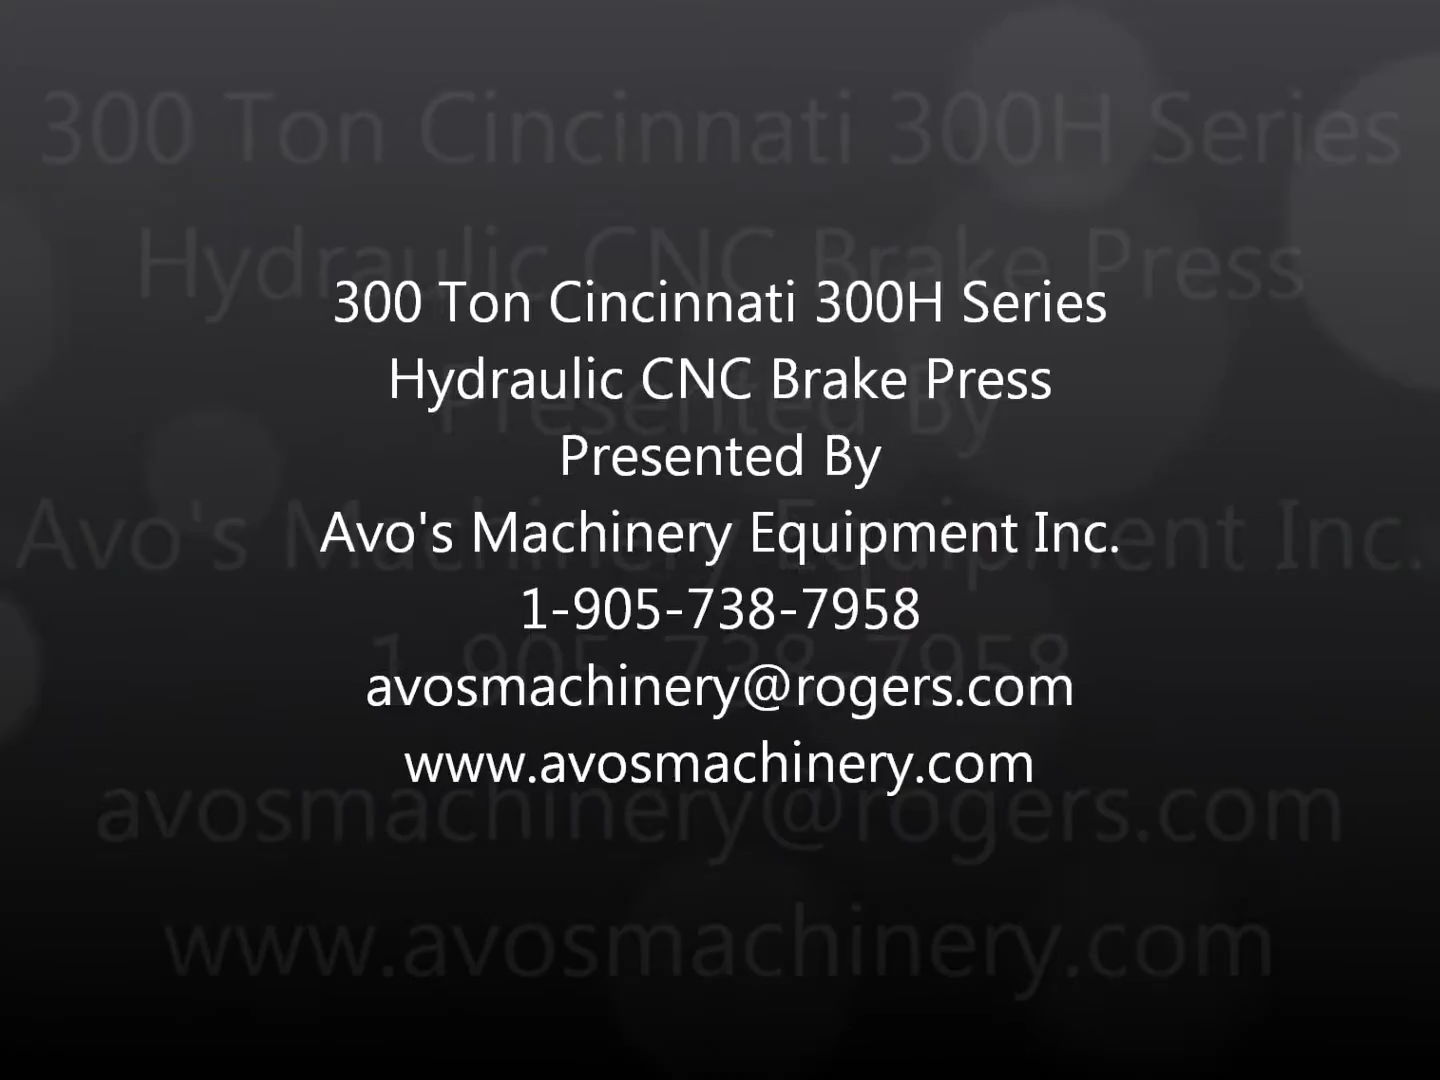 300 Ton Cincinnati 300H Series
Hydraulic CNC Brake Press
Presented By
Avo's Machinery Equipment Inc.
1-905-738-7958
avosmachinery@rogers.com
www.avosmachinery.com